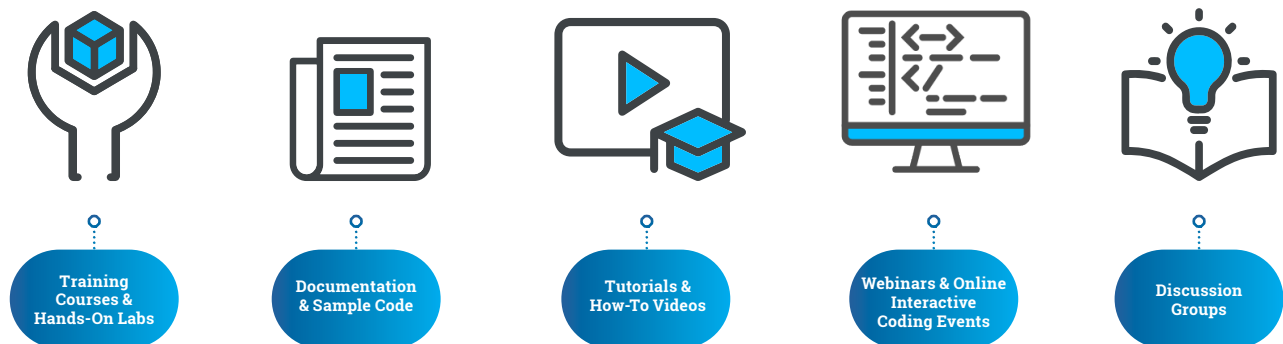 Training
Courses &
Hands-On Labs
Documentation
& Sample Code
Tutorials &
How-To Videos
Webinars & Online
Interactive
Coding Events
Discussion
Groups